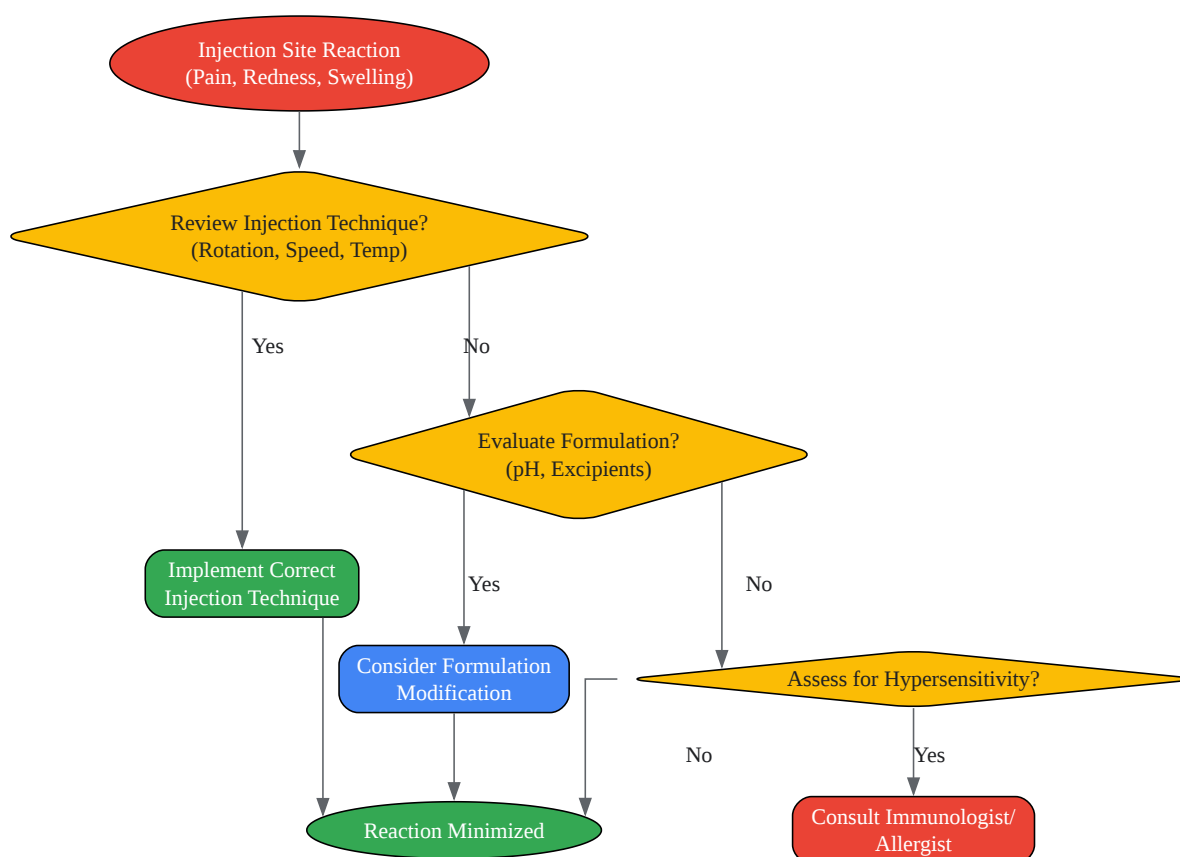 Injection Site Reaction
(Pain, Redness, Swelling)
Review Injection Technique?
(Rotation, Speed, Temp)
Yes
No
Evaluate Formulation?
(pH, Excipients)
Implement Correct
Injection Technique
Yes
No
Consider Formulation
Modification
Assess for Hypersensitivity?
No
Yes
Reaction Minimized
Consult Immunologist/
Allergist